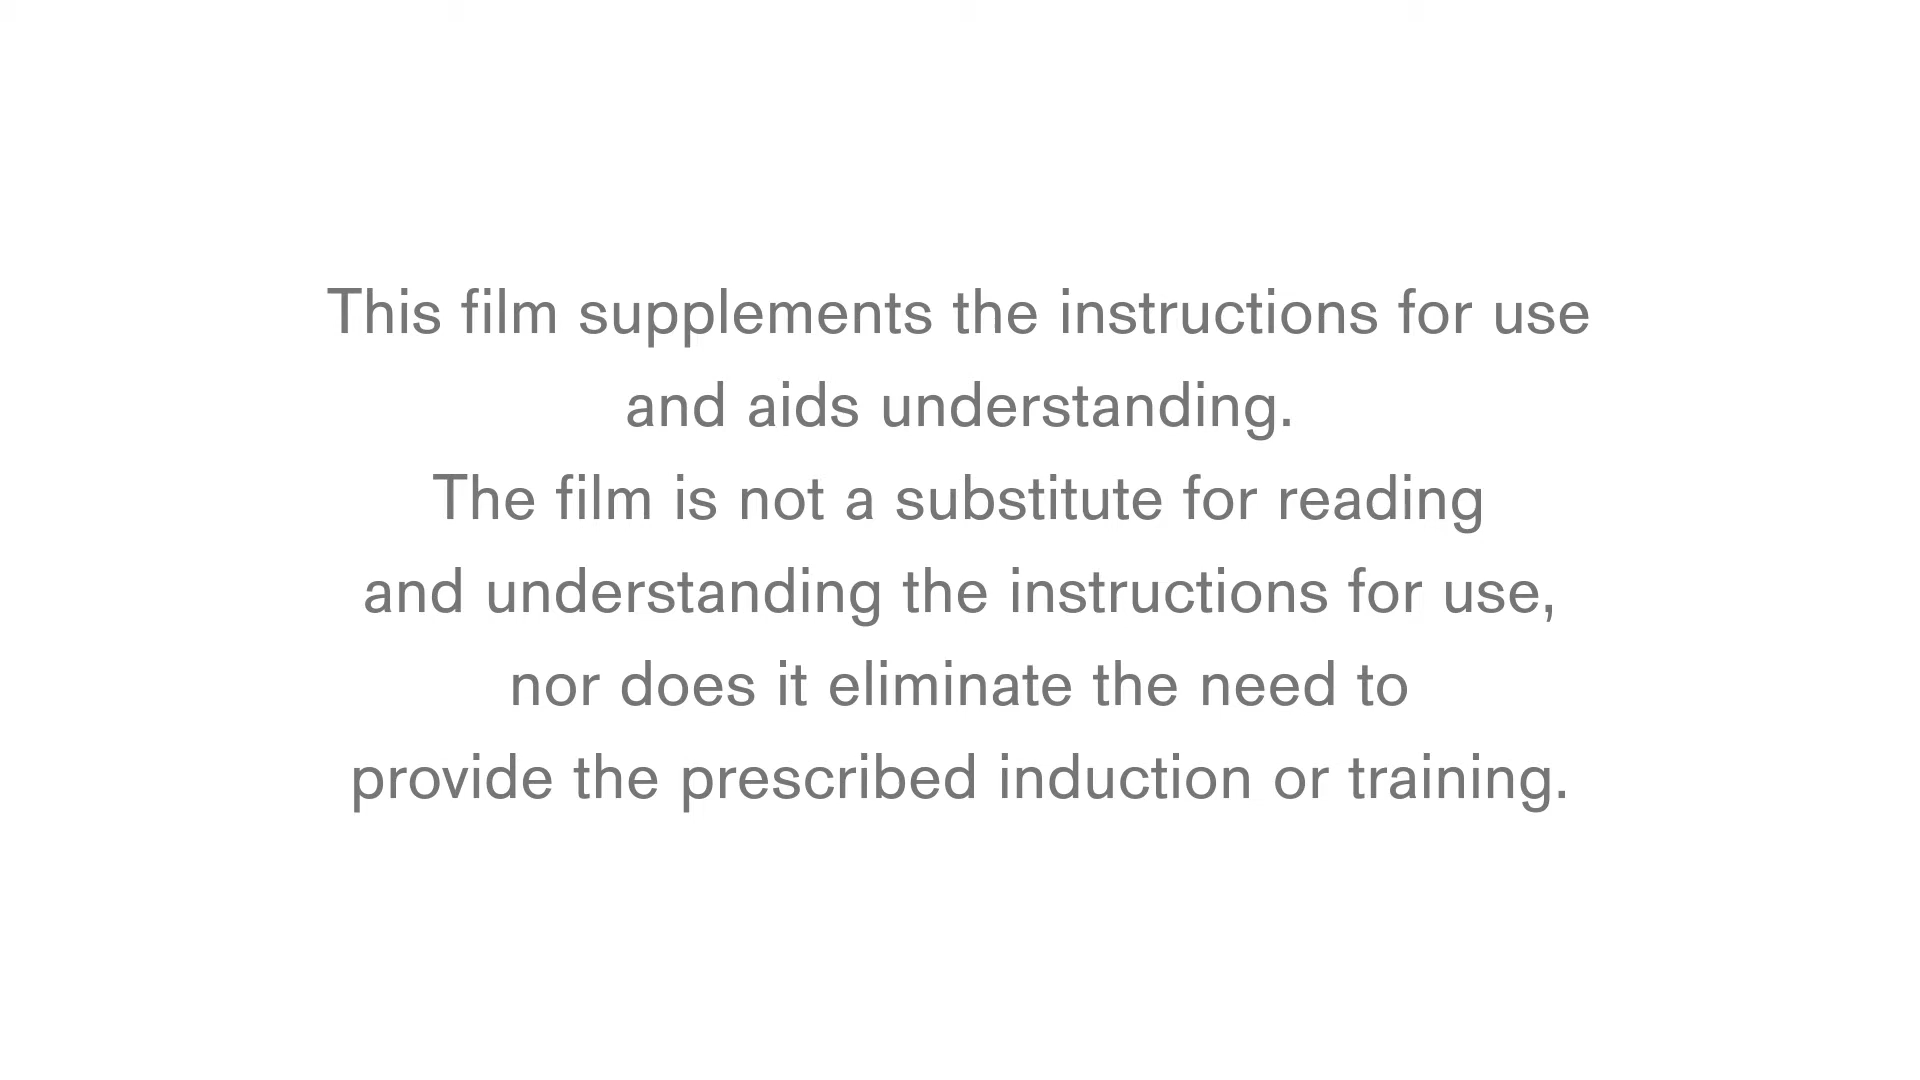 This film supplements the instructions for use
and aids understanding.
The film is not a substitute for reading
and understanding the instructions for use,
nor does it eliminate the need to
provide the prescribed induction or training.